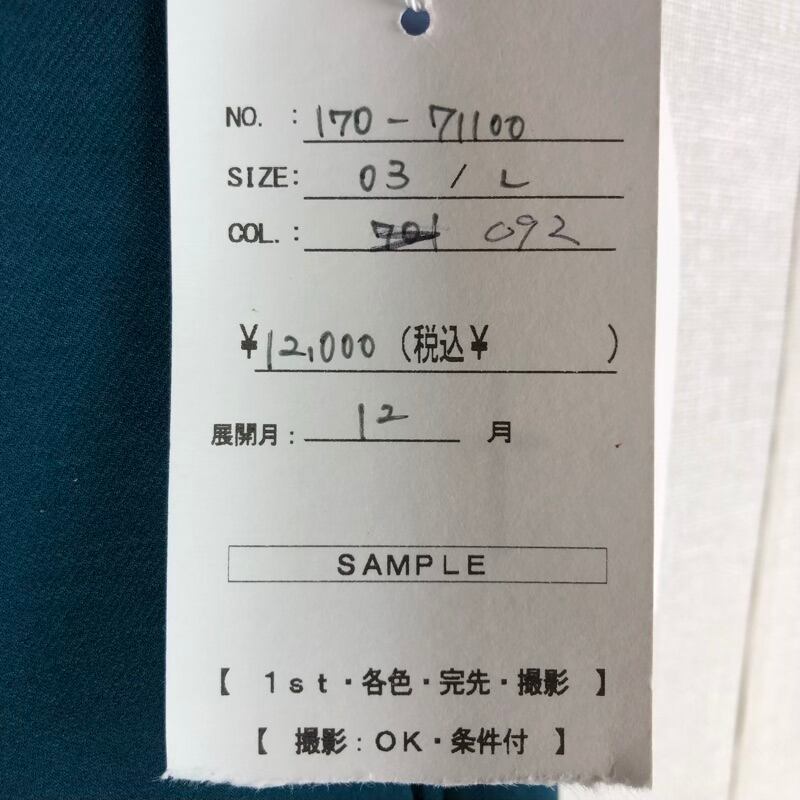 NO. : 170-71100
SIZE: 03 / L
COL.: 701 092
¥12,000 (税込¥ )
展開月: 12 月
SAMPLE
【 1st・各色・完先・撮影 】
【 撮影:OK・条件付 】